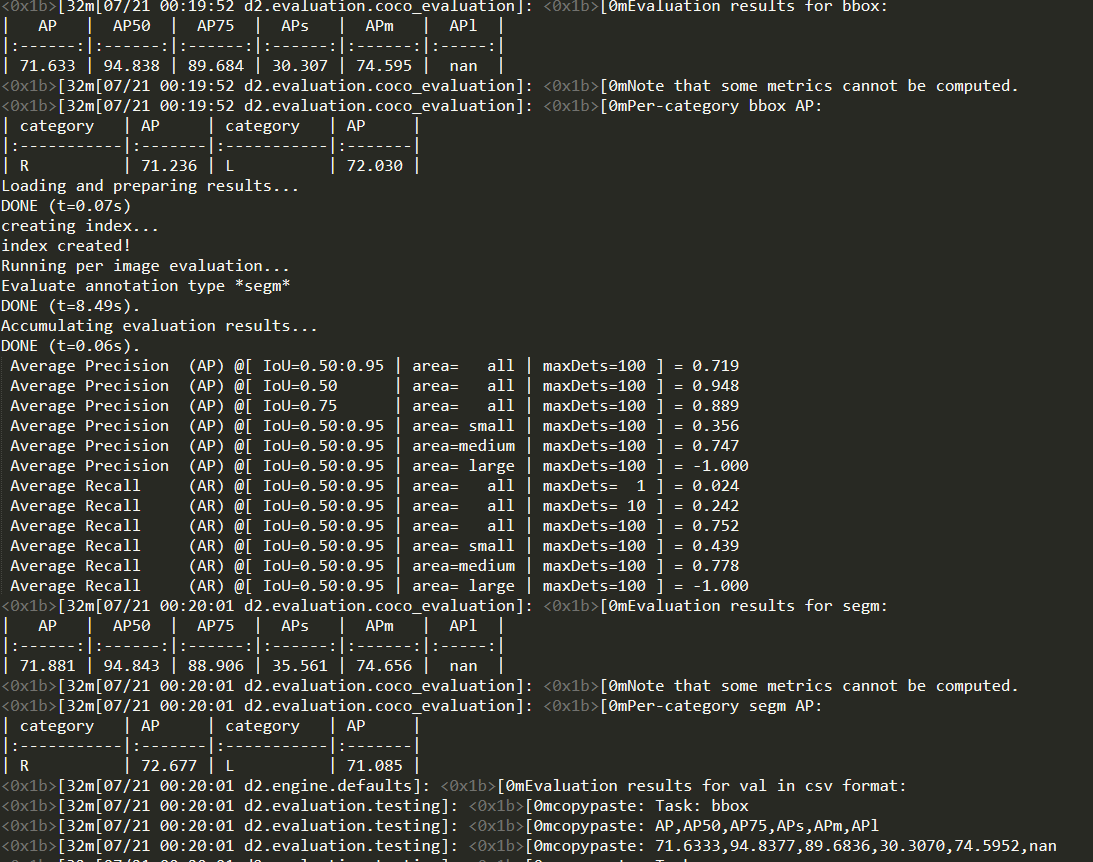 <0x1b>[32m[07/21 00:19:52 d2.evaluation.coco_evaluation]: <0x1b>[0mEvaluation results for bbox:
|   AP   |  AP50  |  AP75  |  APs   |  APm   |  APl  |
|:------:|:------:|:------:|:------:|:------:|:-----:|
| 71.633 | 94.838 | 89.684 | 30.307 | 74.595 |  nan  |
<0x1b>[32m[07/21 00:19:52 d2.evaluation.coco_evaluation]: <0x1b>[0mNote that some metrics cannot be computed.
<0x1b>[32m[07/21 00:19:52 d2.evaluation.coco_evaluation]: <0x1b>[0mPer-category bbox AP:
| category   | AP     | category   | AP     |
|:-----------|:-------|:-----------|:-------|
| R          | 71.236 | L          | 72.030 |
Loading and preparing results...
DONE (t=0.07s)
creating index...
index created!
Running per image evaluation...
Evaluate annotation type *segm*
DONE (t=8.49s).
Accumulating evaluation results...
DONE (t=0.06s).
 Average Precision  (AP) @[ IoU=0.50:0.95 | area=   all | maxDets=100 ] = 0.719
 Average Precision  (AP) @[ IoU=0.50      | area=   all | maxDets=100 ] = 0.948
 Average Precision  (AP) @[ IoU=0.75      | area=   all | maxDets=100 ] = 0.889
 Average Precision  (AP) @[ IoU=0.50:0.95 | area= small | maxDets=100 ] = 0.356
 Average Precision  (AP) @[ IoU=0.50:0.95 | area=medium | maxDets=100 ] = 0.747
 Average Precision  (AP) @[ IoU=0.50:0.95 | area= large | maxDets=100 ] = -1.000
 Average Recall     (AR) @[ IoU=0.50:0.95 | area=   all | maxDets=  1 ] = 0.024
 Average Recall     (AR) @[ IoU=0.50:0.95 | area=   all | maxDets= 10 ] = 0.242
 Average Recall     (AR) @[ IoU=0.50:0.95 | area=   all | maxDets=100 ] = 0.752
 Average Recall     (AR) @[ IoU=0.50:0.95 | area= small | maxDets=100 ] = 0.439
 Average Recall     (AR) @[ IoU=0.50:0.95 | area=medium | maxDets=100 ] = 0.778
 Average Recall     (AR) @[ IoU=0.50:0.95 | area= large | maxDets=100 ] = -1.000
<0x1b>[32m[07/21 00:20:01 d2.evaluation.coco_evaluation]: <0x1b>[0mEvaluation results for segm:
|   AP   |  AP50  |  AP75  |  APs   |  APm   |  APl  |
|:------:|:------:|:------:|:------:|:------:|:-----:|
| 71.881 | 94.843 | 88.906 | 35.561 | 74.656 |  nan  |
<0x1b>[32m[07/21 00:20:01 d2.evaluation.coco_evaluation]: <0x1b>[0mNote that some metrics cannot be computed.
<0x1b>[32m[07/21 00:20:01 d2.evaluation.coco_evaluation]: <0x1b>[0mPer-category segm AP:
| category   | AP     | category   | AP     |
|:-----------|:-------|:-----------|:-------|
| R          | 72.677 | L          | 71.085 |
<0x1b>[32m[07/21 00:20:01 d2.engine.defaults]: <0x1b>[0mEvaluation results for val in csv format:
<0x1b>[32m[07/21 00:20:01 d2.evaluation.testing]: <0x1b>[0mcopypaste: Task: bbox
<0x1b>[32m[07/21 00:20:01 d2.evaluation.testing]: <0x1b>[0mcopypaste: AP,AP50,AP75,APs,APm,APl
<0x1b>[32m[07/21 00:20:01 d2.evaluation.testing]: <0x1b>[0mcopypaste: 71.6333,94.8377,89.6836,30.3070,74.5952,nan